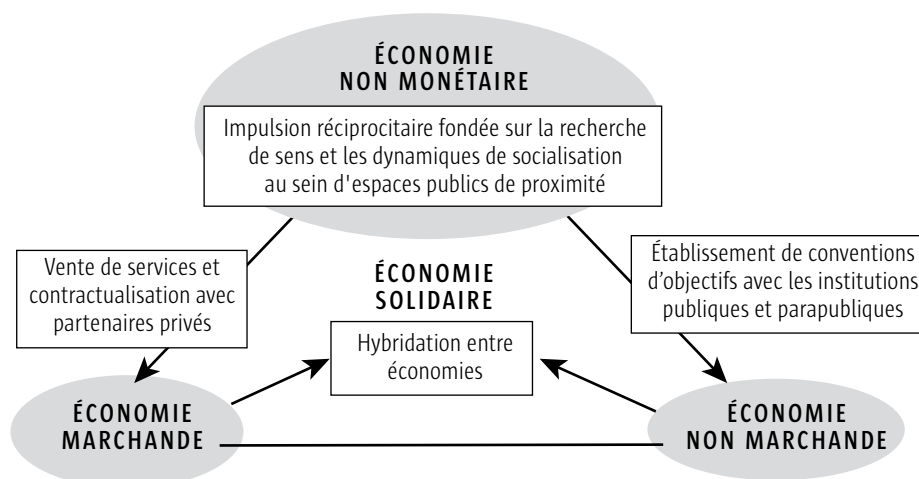 ÉCONOMIE
NON MONÉTAIRE
Impulsion réciprocitaire fondée sur la recherche
de sens et les dynamiques de socialisation
au sein d'espaces publics de proximité
Vente de services et
contractualisation avec
partenaires privés
ÉCONOMIE
SOLIDAIRE
Hybridation entre
économies
Établissement de conventions
d’objectifs avec les institutions
publiques et parapubliques
ÉCONOMIE
MARCHANDE
ÉCONOMIE
NON MARCHANDE